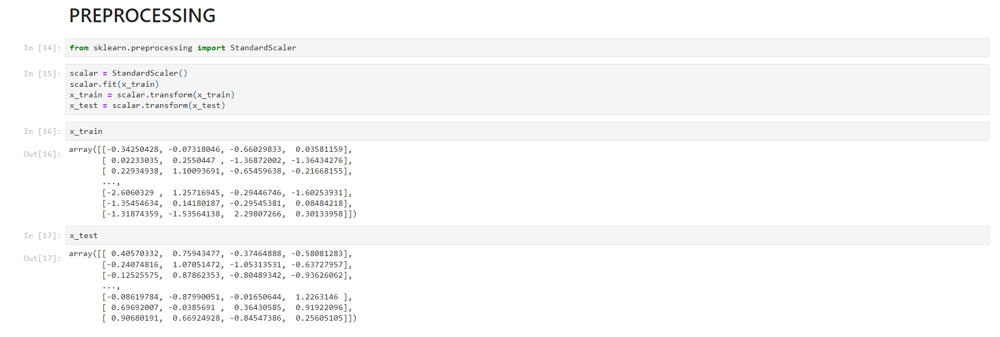 PREPROCESSING
In [14]: from sklearn.preprocessing import StandardScaler
In [15]: scalar = StandardScaler()
scalar.fit(x_train)
x_train = scalar.transform(x_train)
x_test = scalar.transform(x_test)
In [16]: x_train
Out[16]: array([[-0.34250428, -0.07318046, -0.66029833,  0.03581159],
       [ 0.02233035,  0.2550447 , -1.36872002, -1.36434276],
       [ 0.22934938,  1.10093691, -0.65459638, -0.21668155],
       ...,
       [-2.6060329 ,  1.25716945, -0.29446746, -1.60253931],
       [-1.35454634,  0.14180187, -0.29545381,  0.08484218],
       [-1.31874359, -1.53564138,  2.29807266,  0.30133958]])
In [17]: x_test
Out[17]: array([[ 0.40570332,  0.75943477, -0.37464888, -0.58081283],
       [-0.24074816,  1.07051472, -1.05313531, -0.63727957],
       [-0.12525575,  0.87862353, -0.80489342, -0.93626062],
       ...,
       [-0.08619784, -0.87990051, -0.01650644,  1.2263146 ],
       [ 0.69692007, -0.0385691 ,  0.36430585,  0.91922096],
       [ 0.90680191,  0.66924928, -0.84547386,  0.25605105]])